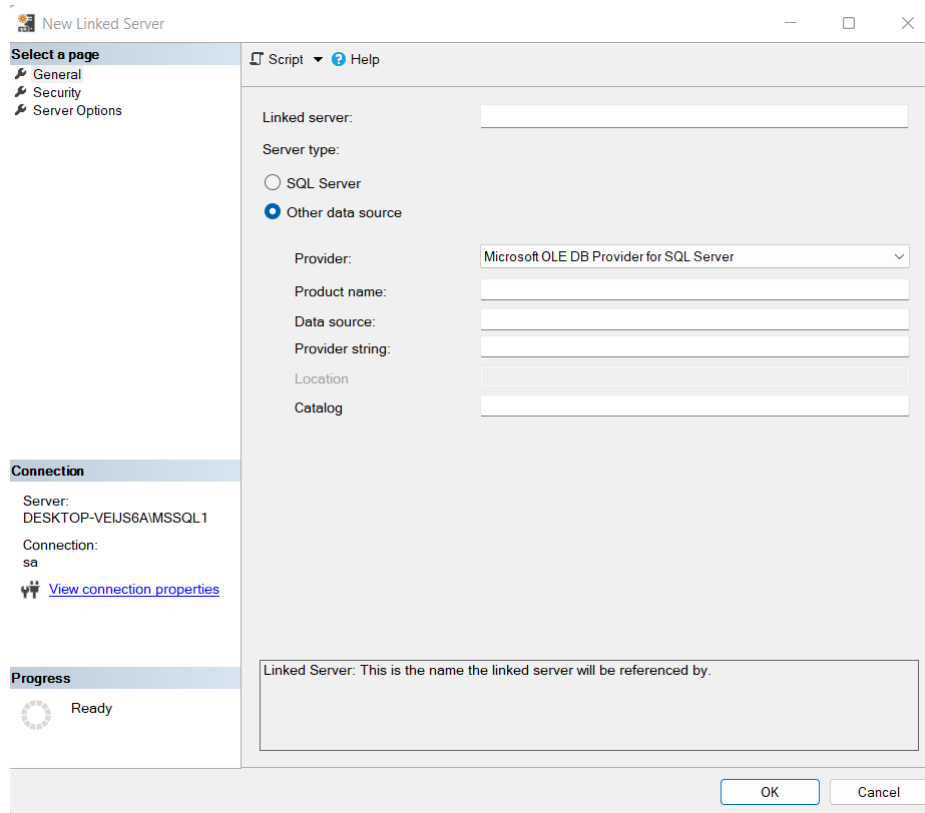 New Linked Server
Select a page
General
Security
Server Options
Script Help
Linked server:
Server type:
SQL Server
Other data source
Provider: Microsoft OLE DB Provider for SQL Server
Product name:
Data source:
Provider string:
Location
Catalog
Connection
Server:
DESKTOP-VEIJS6A\MSSQL1
Connection:
sa
View connection properties
Progress
Ready
Linked Server: This is the name the linked server will be referenced by.
OK Cancel